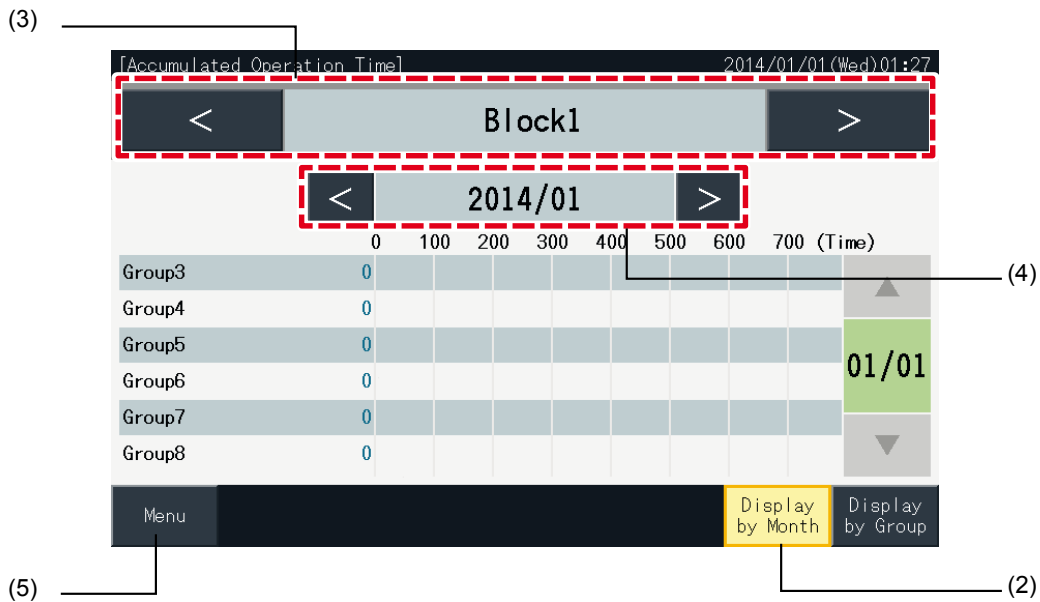 (3)
[Accumulated Operation Time] 2014/01/01(Wed)01:27
< Block1 >
< 2014/01 >
0 100 200 300 400 500 600 700 (Time)
(4)
Group3 0
Group4 0
Group5 0
01/01
Group6 0
Group7 0
Group8 0
Menu
Display by Month
Display by Group
(5)
(2)